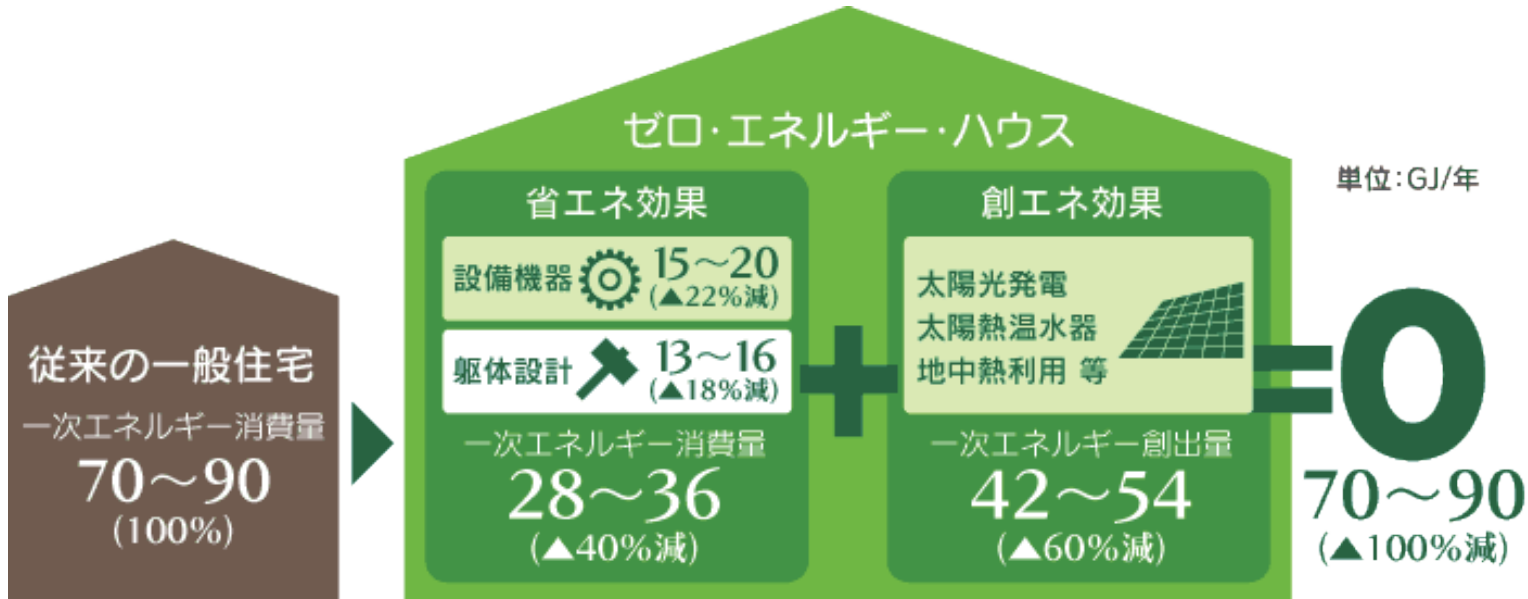 ゼロ・エネルギー・ハウス
単位:GJ/年
従来の一般住宅
一次エネルギー消費量
70〜90
(100%)
省エネ効果
設備機器
15〜20
(▲22%減)
躯体設計
13〜16
(▲18%減)
一次エネルギー消費量
28〜36
(▲40%減)
+
創エネ効果
太陽光発電
太陽熱温水器
地中熱利用 等
一次エネルギー創出量
42〜54
(▲60%減)
=0
70〜90
(▲100%減)